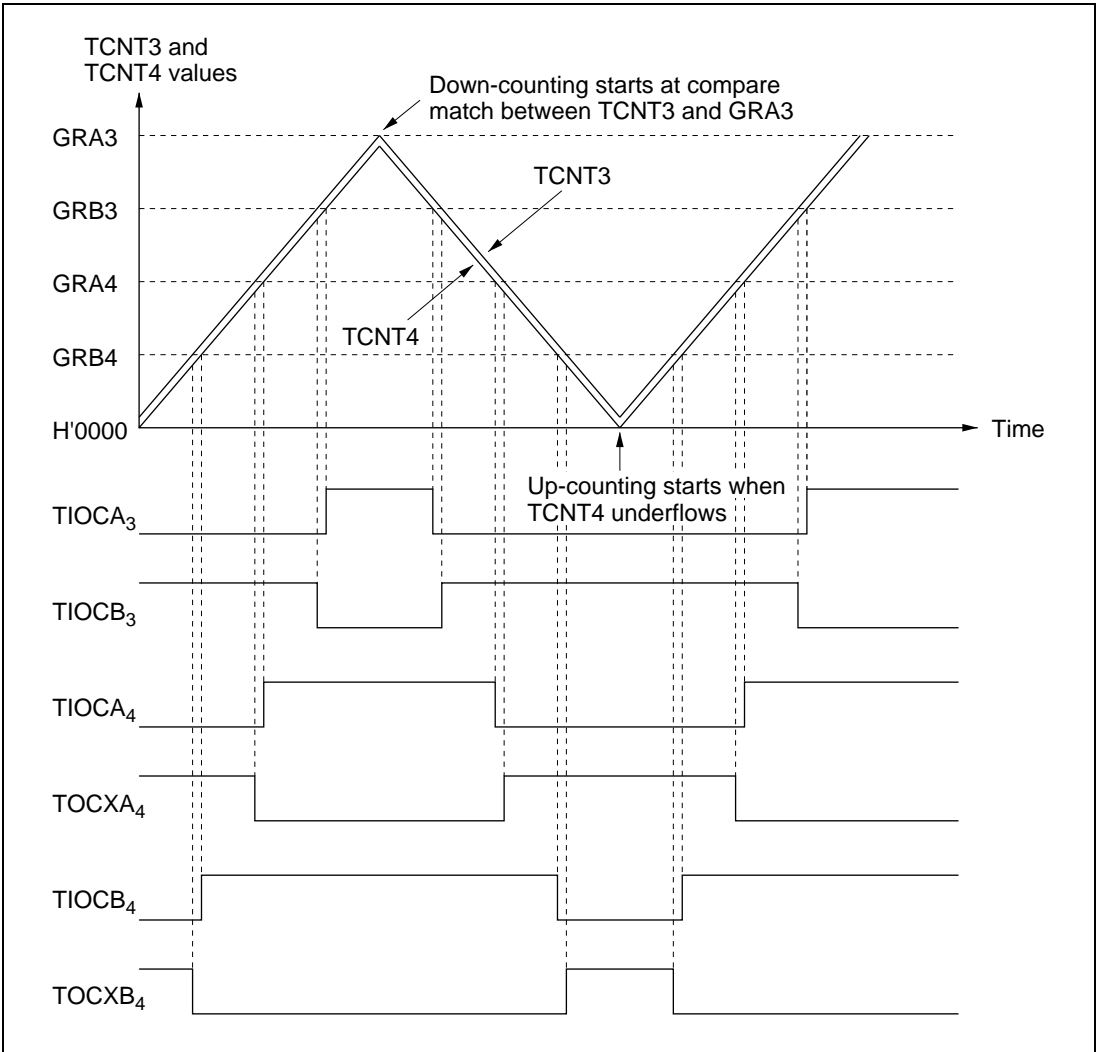 TCNT3 and
TCNT4 values
Down-counting starts at compare
match between TCNT3 and GRA3
GRA3
TCNT3
GRB3
GRA4
TCNT4
GRB4
H'0000
Time
Up-counting starts when
TCNT4 underflows
TIOCA3
TIOCB3
TIOCA4
TOCXA4
TIOCB4
TOCXB4